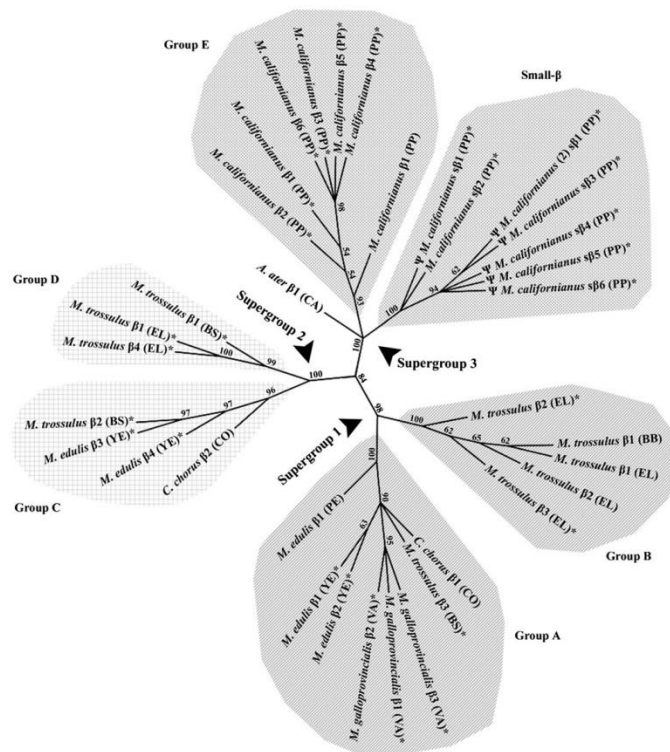 Group E
M. californianus β6 (PP)*
M. californianus β3 (PP)*
M. californianus β5 (PP)*
M. californianus β4 (PP)*
M. californianus β1 (PP)*
M. californianus β2 (PP)*
M. californianus β1 (PP)
98
54
54
93
Small-β
Ψ M. californianus sβ1 (PP)*
M. californianus sβ2 (PP)*
Ψ M. californianus (2) sβ1 (PP)*
Ψ M. californianus sβ3 (PP)*
Ψ M. californianus sβ4 (PP)*
Ψ M. californianus sβ5 (PP)*
Ψ M. californianus sβ6 (PP)*
62
94
100
A. ater β1 (CA)
100
Supergroup 3
Group D
M. trossulus β1 (BS)*
M. trossulus β1 (EL)*
M. trossulus β4 (EL)*
100
99
Supergroup 2
100
84
M. trossulus β2 (BS)*
M. edulis β3 (YE)*
M. edulis β4 (YE)*
C. chorus β2 (CO)
97
97
96
Group C
Supergroup 1
98
M. trossulus β2 (EL)*
M. trossulus β1 (BB)
M. trossulus β1 (EL)
M. trossulus β2 (EL)
M. trossulus β3 (EL)*
100
62
65
62
Group B
100
M. edulis β1 (PE)
M. edulis β1 (YE)*
M. edulis β2 (YE)*
M. galloprovincialis β2 (VA)*
M. galloprovincialis β1 (VA)*
M. galloprovincialis β3 (VA)*
M. trossulus β3 (BS)*
C. chorus β1 (CO)
63
95
90
Group A